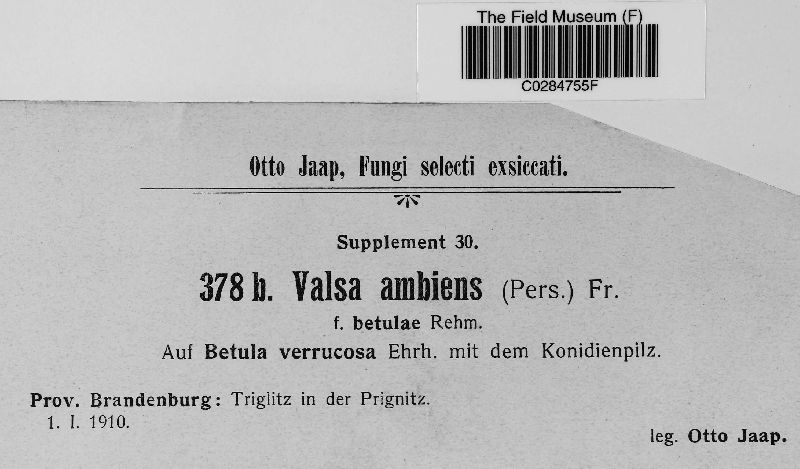 The Field Museum (F)
C0284755F
Otto Jaap, Fungi selecti exsiccati.
Supplement 30.
378 b. Valsa ambiens (Pers.) Fr.
f. betulae Rehm.
Auf Betula verrucosa Ehrh. mit dem Konidienpilz.
Prov. Brandenburg: Triglitz in der Prignitz.
1. I. 1910.
leg. Otto Jaap.